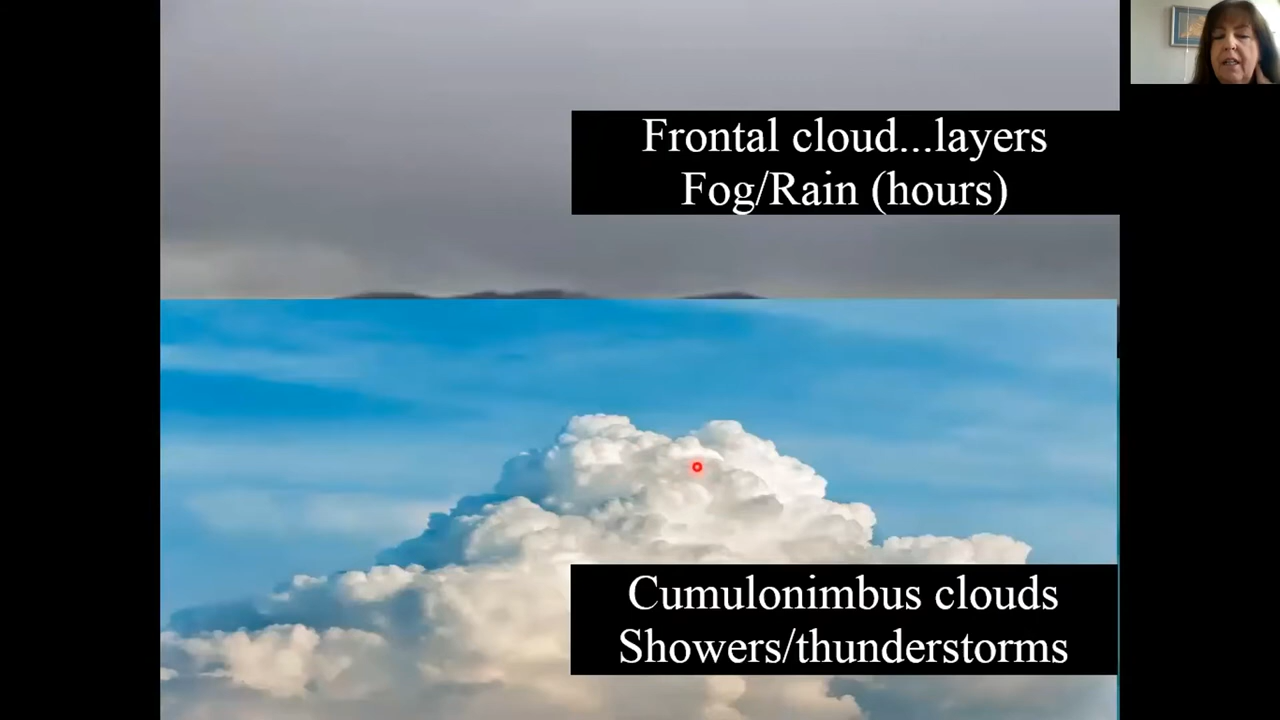 Frontal cloud...layers
Fog/Rain (hours)
Cumulonimbus clouds
Showers/thunderstorms